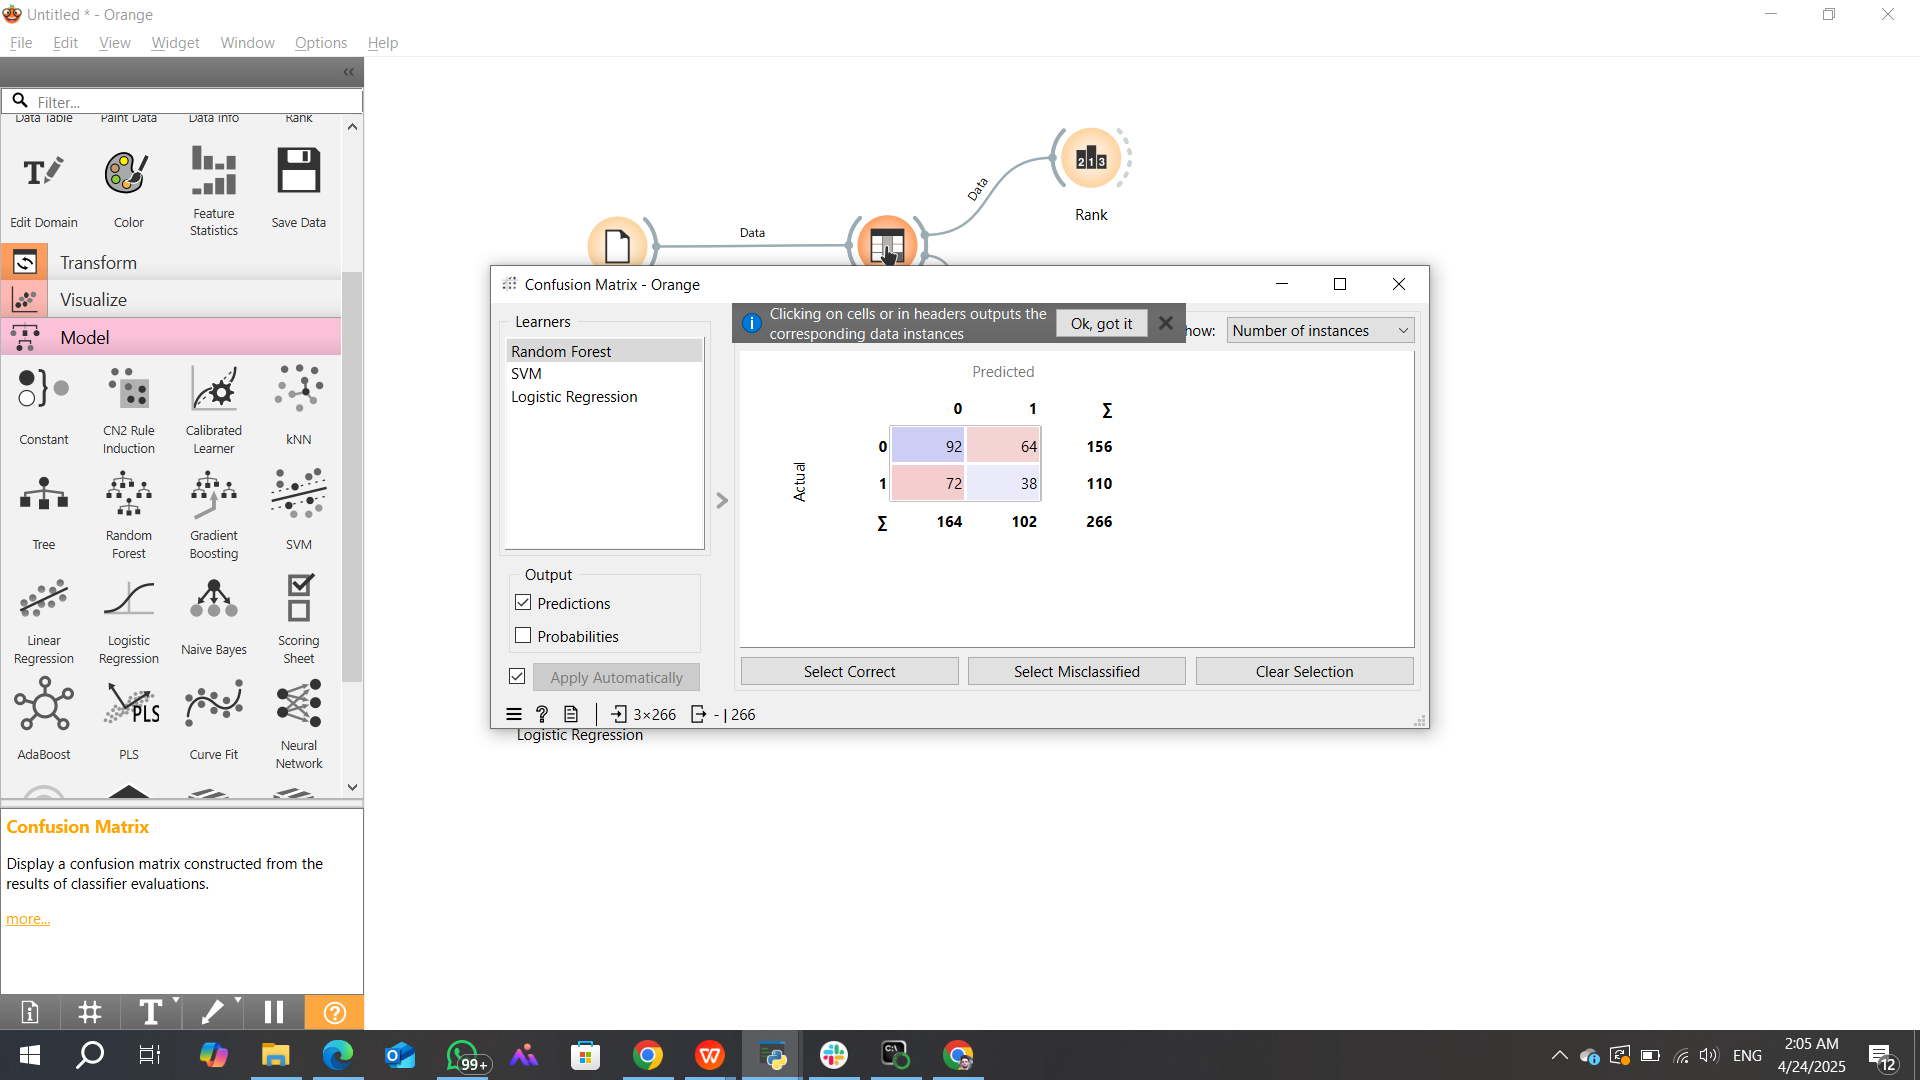 Untitled * - Orange
File Edit View Widget Window Options Help
Filter...
Data Table Paint Data Data Info Rank
Edit Domain Color Feature Statistics Save Data
Transform
Visualize
Model
Constant CN2 Rule Induction Calibrated Learner kNN
Tree Random Forest Gradient Boosting SVM
Linear Regression Logistic Regression Naive Bayes Scoring Sheet
PLS
AdaBoost PLS Curve Fit Neural Network
Confusion Matrix
Display a confusion matrix constructed from the
results of classifier evaluations.
more...
Data
Data
2 1 3
Rank
Confusion Matrix - Orange
Learners
Random Forest
SVM
Logistic Regression
Output
Predictions
Probabilities
Apply Automatically
Clicking on cells or in headers outputs the
corresponding data instances
Ok, got it
how: Number of instances
Predicted
0 1 ∑
Actual
0 92 64 156
1 72 38 110
∑ 164 102 266
Select Correct Select Misclassified Clear Selection
3×266 - | 266
Logistic Regression
99+
ENG
2:05 AM
4/24/2025
12